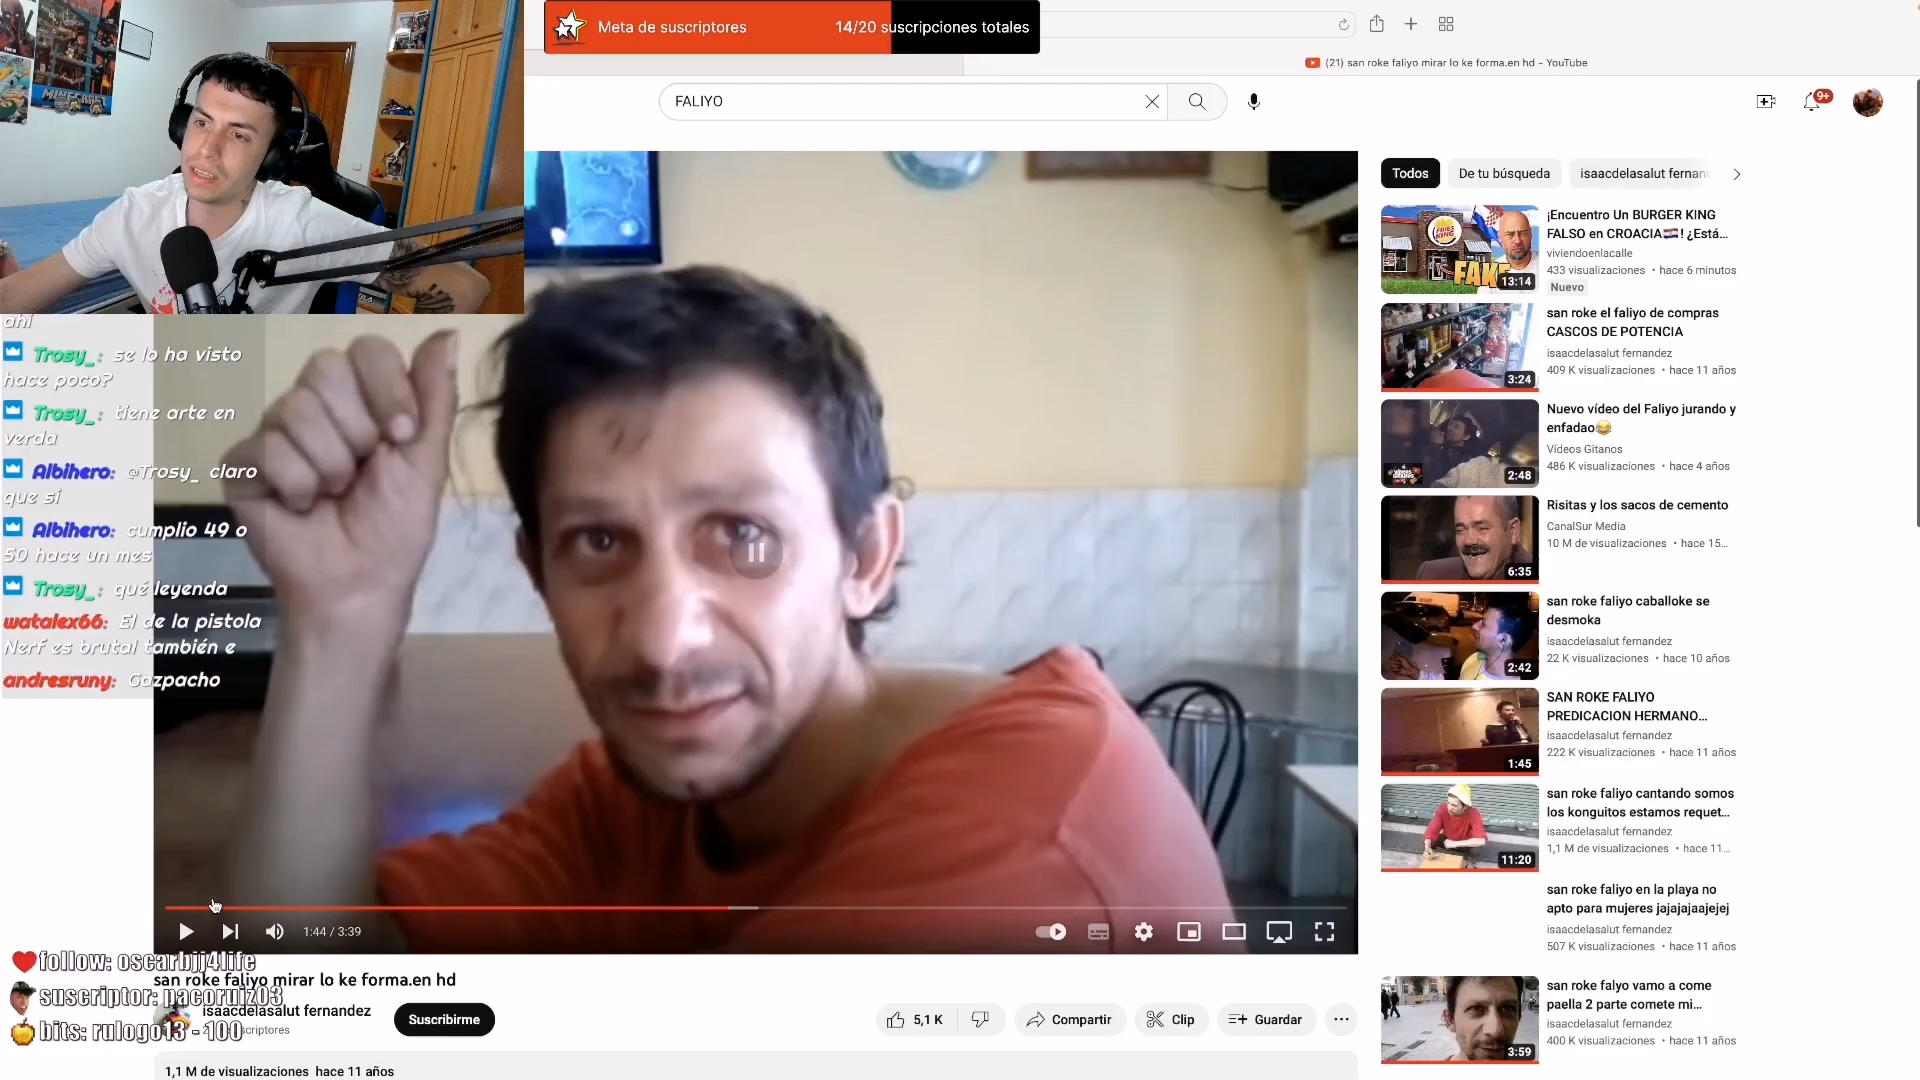 Meta de suscriptores
14/20 suscripciones totales
(21) san roke faliyo mirar lo ke forma.en hd - YouTube
FALIYO
9+
MINECRAFT
ahí
Trosy_: se lo ha visto
hace poco?
Trosy_: tiene arte en
verda
Albihero: @Trosy_ claro
que si
Albihero: cumplio 49 o
50 hace un mes
Trosy_: qué leyenda
watalex66: El de la pistola
Nerf es brutal también e
andresruny: Gazpacho
1:44 / 3:39
follow: oscarbjj4life
suscriptor: pacoruiz03
bits: rulogo13 - 100
san roke faliyo mirar lo ke forma.en hd
isaacdelasalut fernandez
Suscribirme
5,1 K
Compartir
Clip
Guardar
1,1 M de visualizaciones hace 11 años
Todos
De tu búsqueda
isaacdelasalut fernan
¡Encuentro Un BURGER KING
FALSO en CROACIA! ¿Está...
viviendoenlacalle
433 visualizaciones • hace 6 minutos
Nuevo
FAKE
13:14
san roke el faliyo de compras
CASCOS DE POTENCIA
isaacdelasalut fernandez
409 K visualizaciones • hace 11 años
3:24
Nuevo vídeo del Faliyo jurando y
enfadao
Vídeos Gitanos
486 K visualizaciones • hace 4 años
2:48
Risitas y los sacos de cemento
CanalSur Media
10 M de visualizaciones • hace 15...
6:35
san roke faliyo caballoke se
desmoka
isaacdelasalut fernandez
22 K visualizaciones • hace 10 años
2:42
SAN ROKE FALIYO
PREDICACION HERMANO...
isaacdelasalut fernandez
222 K visualizaciones • hace 11 años
1:45
san roke faliyo cantando somos
los konguitos estamos requet...
isaacdelasalut fernandez
1,1 M de visualizaciones • hace 11...
11:20
san roke faliyo en la playa no
apto para mujeres jajajajaajejej
isaacdelasalut fernandez
507 K visualizaciones • hace 11 años
san roke falyo vamo a come
paella 2 parte comete mi...
isaacdelasalut fernandez
400 K visualizaciones • hace 11 años
3:59